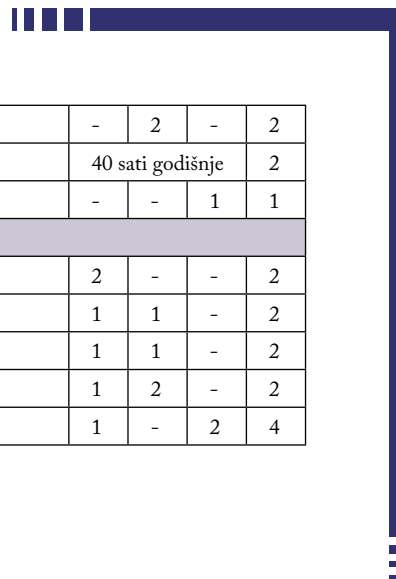 - 2 - 2
40 sati godišnje 2
- - 1 1
2 - - 2
1 1 - 2
1 1 - 2
1 2 - 2
1 - 2 4